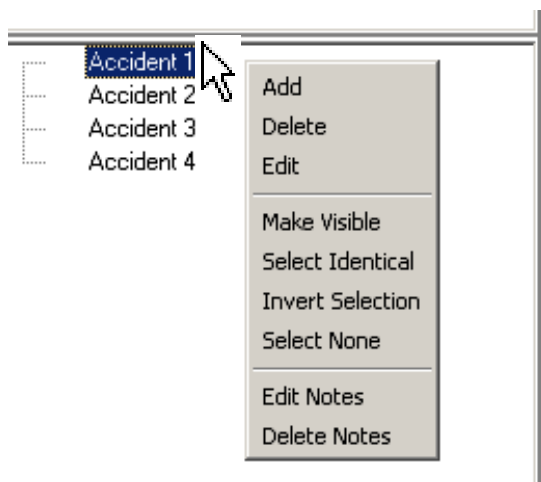 Accident 1
Accident 2
Accident 3
Accident 4
Add
Delete
Edit
Make Visible
Select Identical
Invert Selection
Select None
Edit Notes
Delete Notes